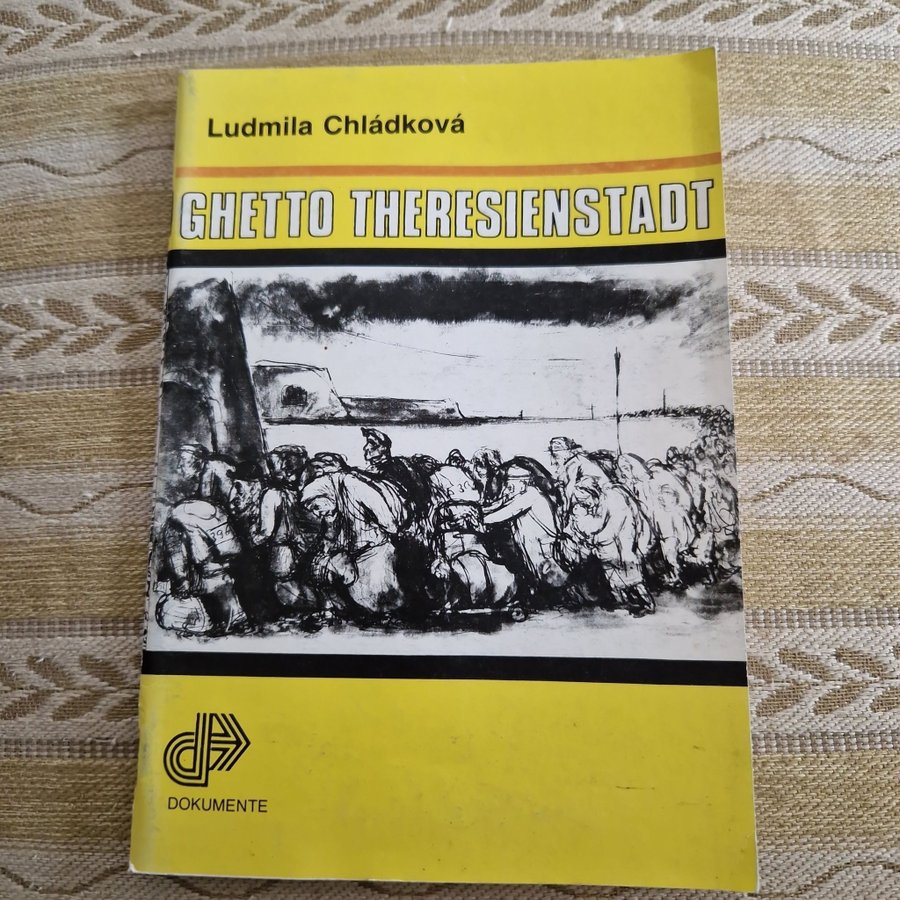 Ludmila Chládková
GHETTO THERESIENSTADT
DOKUMENTE